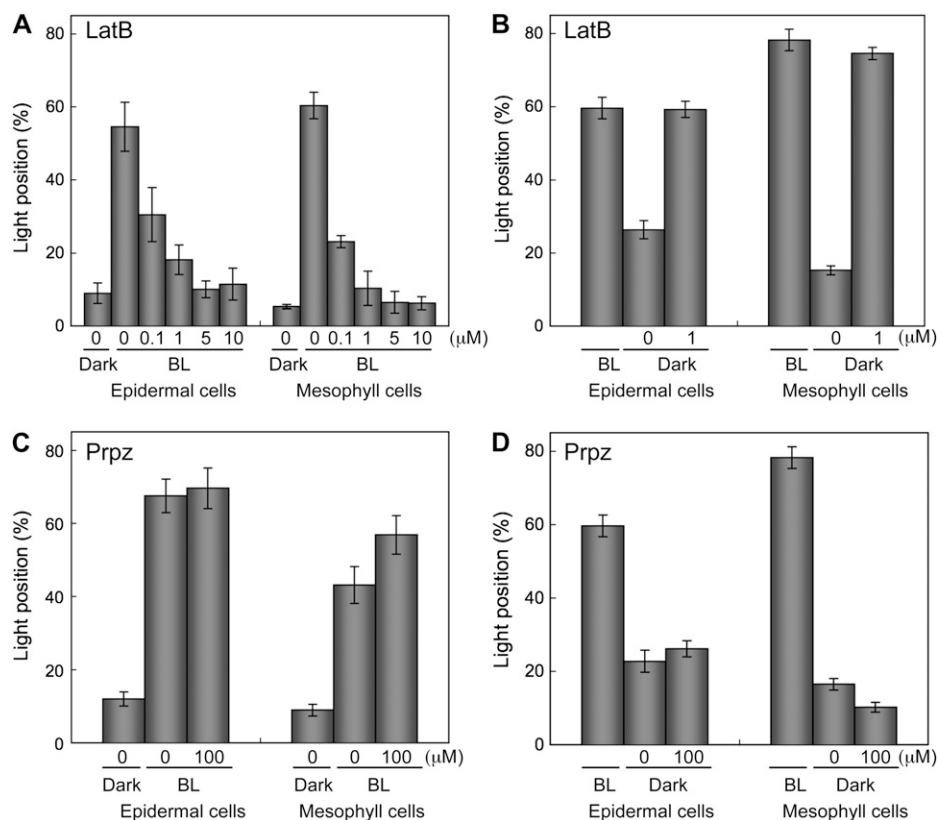 A LatB
Light position (%)
80
60
40
20
0
0 0 0.1 1 5 10 0 0 0.1 1 5 10 (μM)
Dark BL Dark BL
Epidermal cells Mesophyll cells
B LatB
Light position (%)
80
60
40
20
0
0 1 0 1 (μM)
BL Dark BL Dark
Epidermal cells Mesophyll cells
C Prpz
Light position (%)
80
60
40
20
0
0 0 100 0 0 100 (μM)
Dark BL Dark BL
Epidermal cells Mesophyll cells
D Prpz
Light position (%)
80
60
40
20
0
0 100 0 100 (μM)
BL Dark BL Dark
Epidermal cells Mesophyll cells